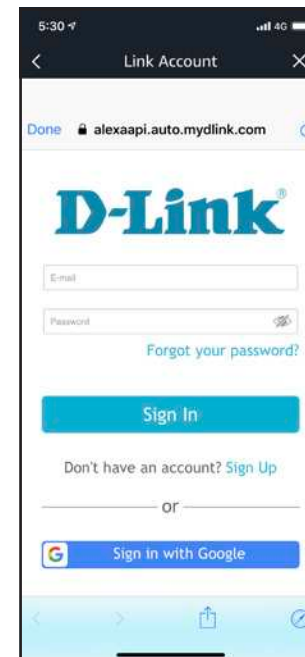 5:30 4G
Link Account
Done alexaapi.auto.mydlink.com
D-Link®
E-mail
Password
Forgot your password?
Sign In
Don't have an account? Sign Up
or
G Sign in with Google